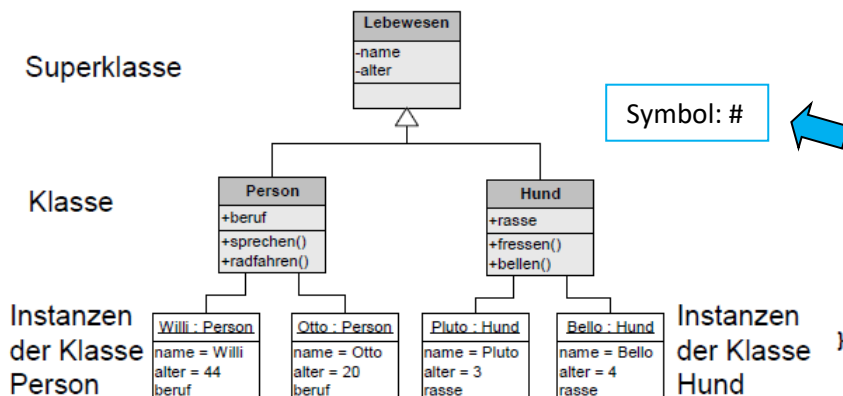 Lebewesen
-name
-alter
Superklasse
Symbol: #
Klasse
Person
+beruf
+sprechen()
+radfahren()
Hund
+rasse
+fressen()
+bellen()
Instanzen
der Klasse
Person
Willi : Person
name = Willi
alter = 44
beruf
Otto : Person
name = Otto
alter = 20
beruf
Pluto : Hund
name = Pluto
alter = 3
rasse
Bello : Hund
name = Bello
alter = 4
rasse
Instanzen
der Klasse
Hund
}